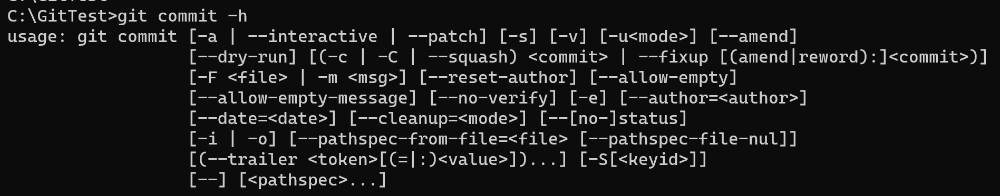 C:\GitTest>git commit -h
usage: git commit [-a | --interactive | --patch] [-s] [-v] [-u<mode>] [--amend]
                  [--dry-run] [(-c | -C | --squash) <commit> | --fixup [(amend|reword):]<commit>)]
                  [-F <file> | -m <msg>] [--reset-author] [--allow-empty]
                  [--allow-empty-message] [--no-verify] [-e] [--author=<author>]
                  [--date=<date>] [--cleanup=<mode>] [--[no-]status]
                  [-i | -o] [--pathspec-from-file=<file> [--pathspec-file-nul]]
                  [(--trailer <token>[(=|:)<value>])...] [-S[<keyid>]]
                  [--] [<pathspec>...]